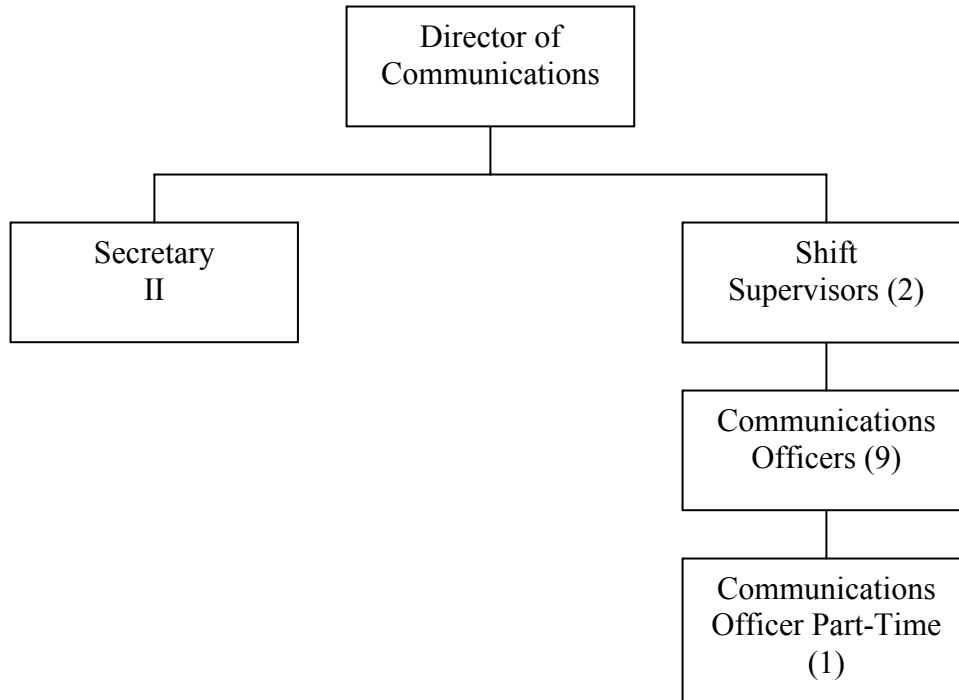 Director of
Communications
Secretary
II
Shift
Supervisors (2)
Communications
Officers (9)
Communications
Officer Part-Time
(1)